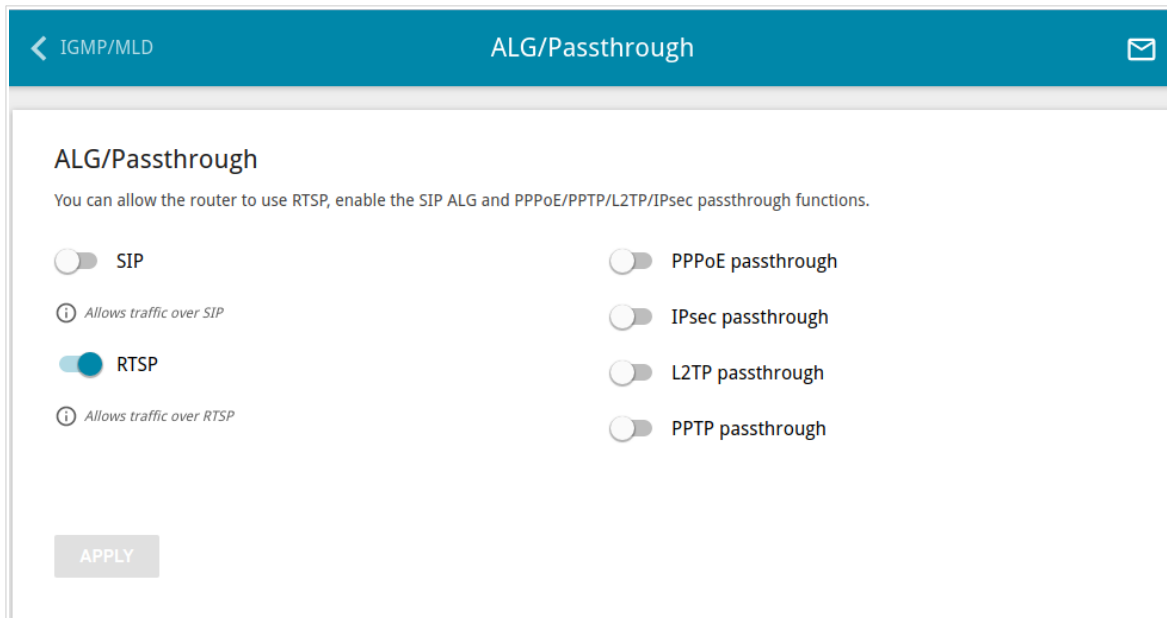 IGMP/MLD
ALG/Passthrough
ALG/Passthrough
You can allow the router to use RTSP, enable the SIP ALG and PPPoE/PPTP/L2TP/IPsec passthrough functions.
SIP
Allows traffic over SIP
RTSP
Allows traffic over RTSP
PPPoE passthrough
IPsec passthrough
L2TP passthrough
PPTP passthrough
APPLY